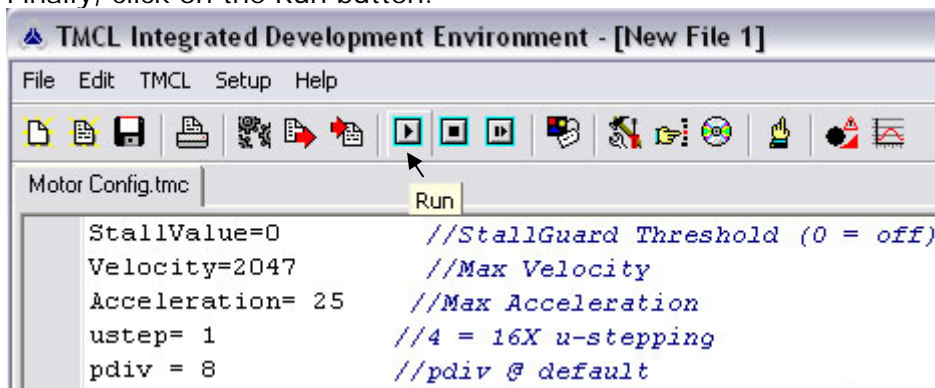 Finally, click on the Run button.
TMCL Integrated Development Environment - [New File 1]
File Edit TMCL Setup Help
Motor Config.tmc
Run
StallValue=0 //StallGuard Threshold (0 = off)
Velocity=2047 //Max Velocity
Acceleration= 25 //Max Acceleration
ustep= 1 //4 = 16X u-stepping
pdiv = 8 //pdiv @ default